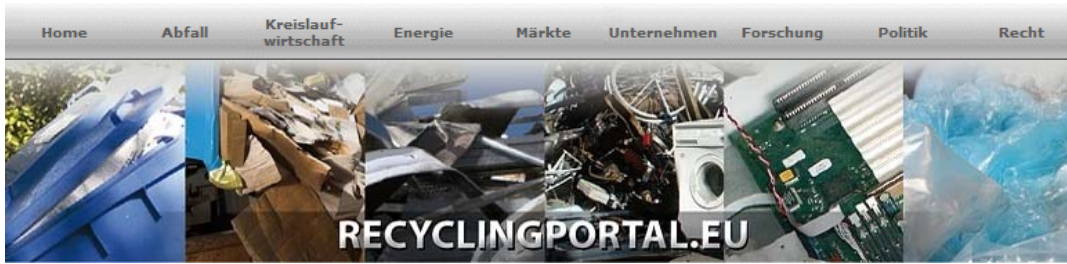 Home Abfall Kreislauf-
wirtschaft Energie Märkte Unternehmen Forschung Politik Recht
RECYCLINGPORTAL.EU